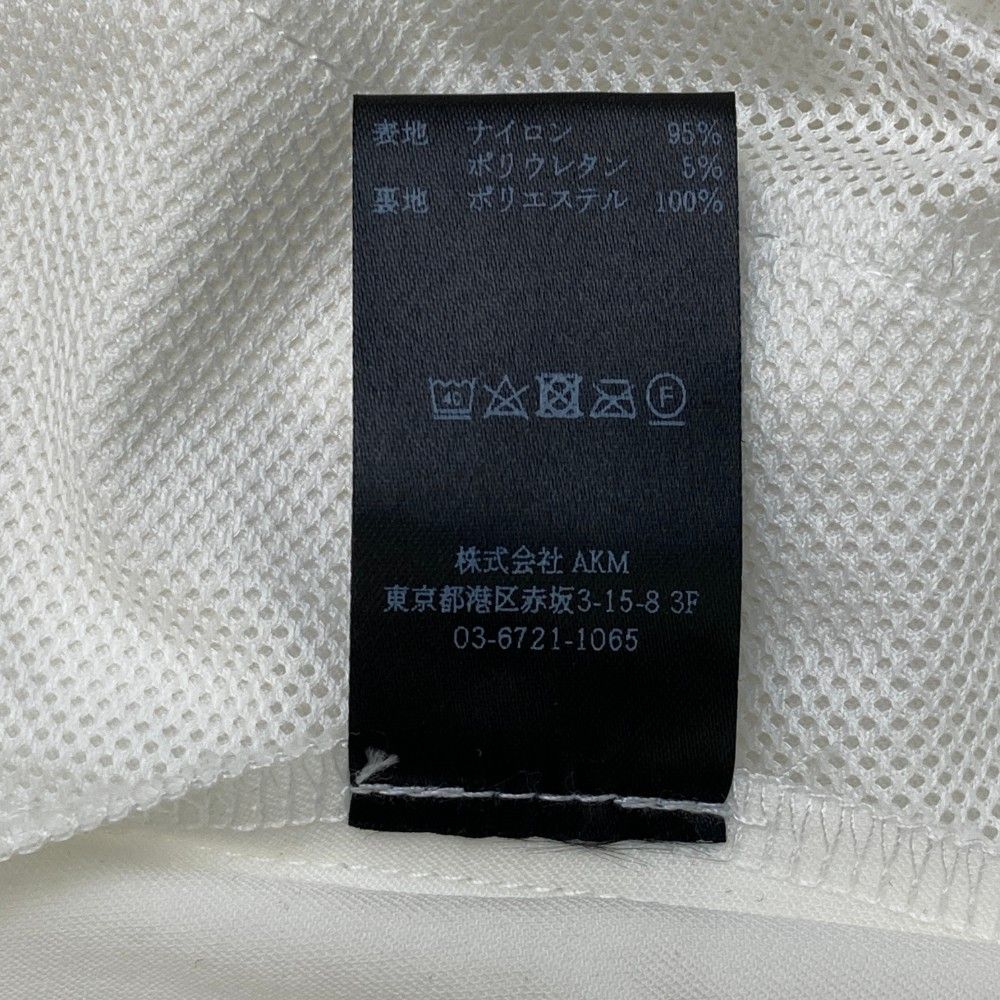 表地 ナイロン 95%
ポリウレタン 5%
裏地 ポリエステル 100%
40 F
株式会社 AKM
東京都港区赤坂3-15-8 3F
03-6721-1065